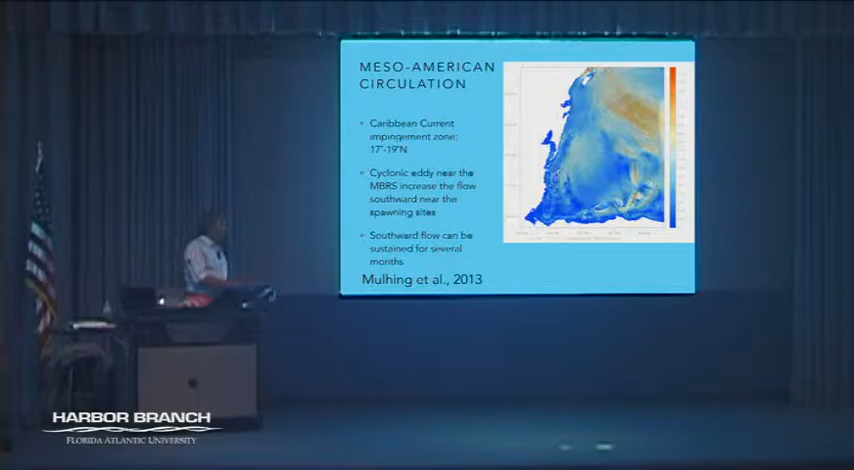 MESO-AMERICAN
CIRCULATION
Caribbean Current
impingement zone:
17°-19°N
Cyclonic eddy near the
MBRS increase the flow
southward near the
spawning sites
Southward flow can be
sustained for several
months
Mulhing et al., 2013
HARBOR BRANCH
FLORIDA ATLANTIC UNIVERSITY